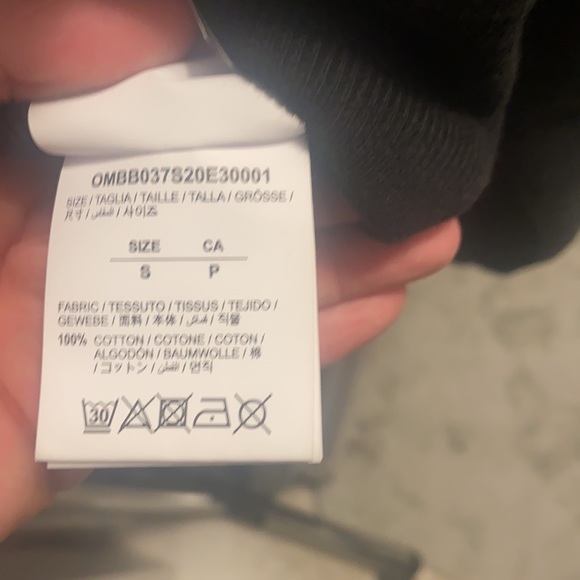 OMBB037S20E30001
SIZE / TAGLIA / TAILLE / TALLA / GRÖSSE /
尺寸 / المقاس / 사이즈
SIZE CA
S P
FABRIC / TESSUTO / TISSUS / TEJIDO /
GEWEBE / 面料 / 本体 / قماش / 직물
100% COTTON / COTONE / COTON /
ALGODÓN / BAUMWOLLE / 棉
/ コットン / القطن / 면직
30